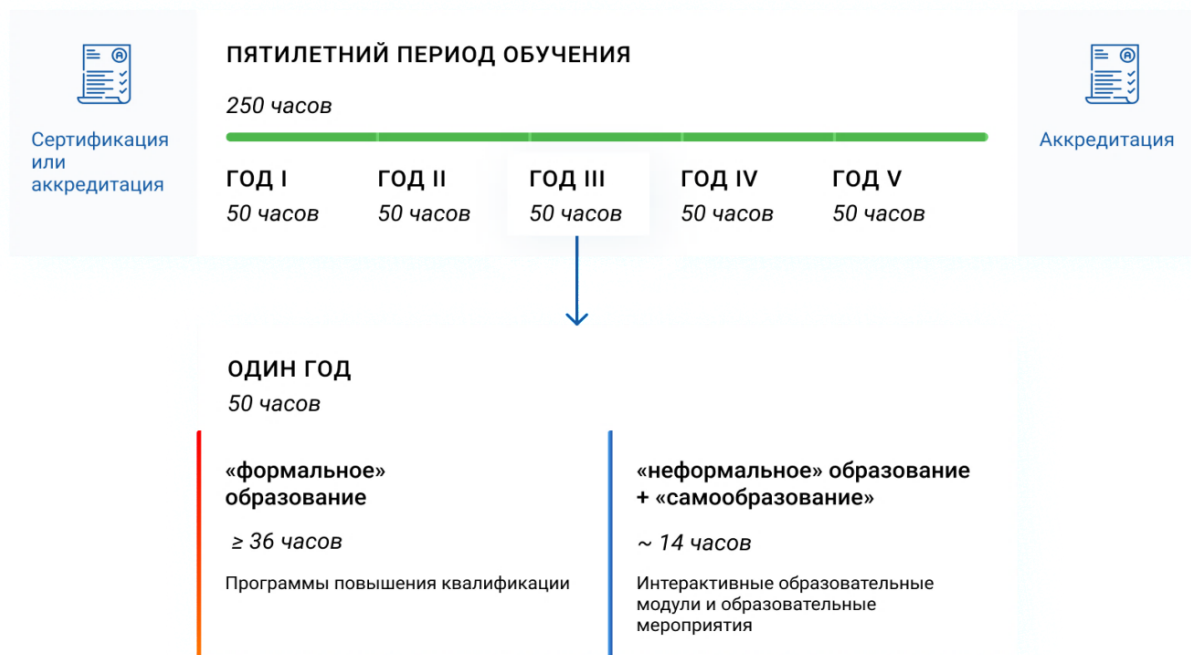 ПЯТИЛЕТНИЙ ПЕРИОД ОБУЧЕНИЯ
250 часов
Сертификация
или
аккредитация
Аккредитация
ГОД I
50 часов
ГОД II
50 часов
ГОД III
50 часов
ГОД IV
50 часов
ГОД V
50 часов
ОДИН ГОД
50 часов
«формальное»
образование
≥ 36 часов
Программы повышения квалификации
«неформальное» образование
+ «самообразование»
~ 14 часов
Интерактивные образовательные
модули и образовательные
мероприятия